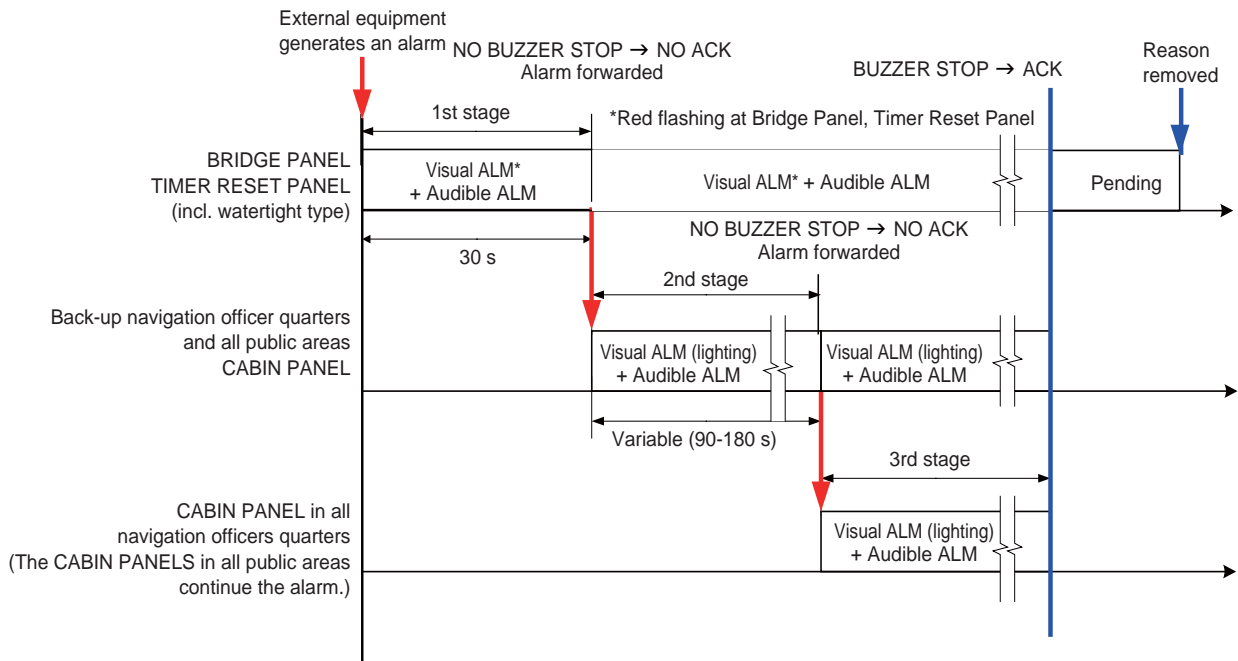 External equipment
generates an alarm
NO BUZZER STOP → NO ACK
Alarm forwarded
BUZZER STOP → ACK
Reason
removed
1st stage
*Red flashing at Bridge Panel, Timer Reset Panel
BRIDGE PANEL
TIMER RESET PANEL
(incl. watertight type)
Visual ALM*
+ Audible ALM
Visual ALM* + Audible ALM
Pending
30 s
NO BUZZER STOP → NO ACK
Alarm forwarded
2nd stage
Back-up navigation officer quarters
and all public areas
CABIN PANEL
Visual ALM (lighting)
+ Audible ALM
Visual ALM (lighting)
+ Audible ALM
Variable (90-180 s)
3rd stage
CABIN PANEL in all
navigation officers quarters
(The CABIN PANELS in all public areas
continue the alarm.)
Visual ALM (lighting)
+ Audible ALM